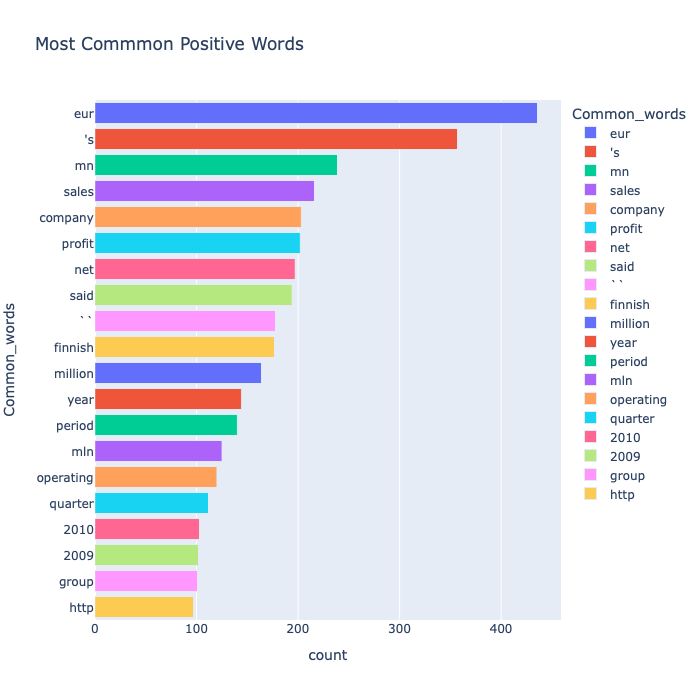 Most Commmon Positive Words
Common_words
eur
's
mn
sales
company
profit
net
said
``
finnish
million
year
period
mln
operating
quarter
2010
2009
group
http
0 100 200 300 400
count
Common_words
eur
's
mn
sales
company
profit
net
said
``
finnish
million
year
period
mln
operating
quarter
2010
2009
group
http